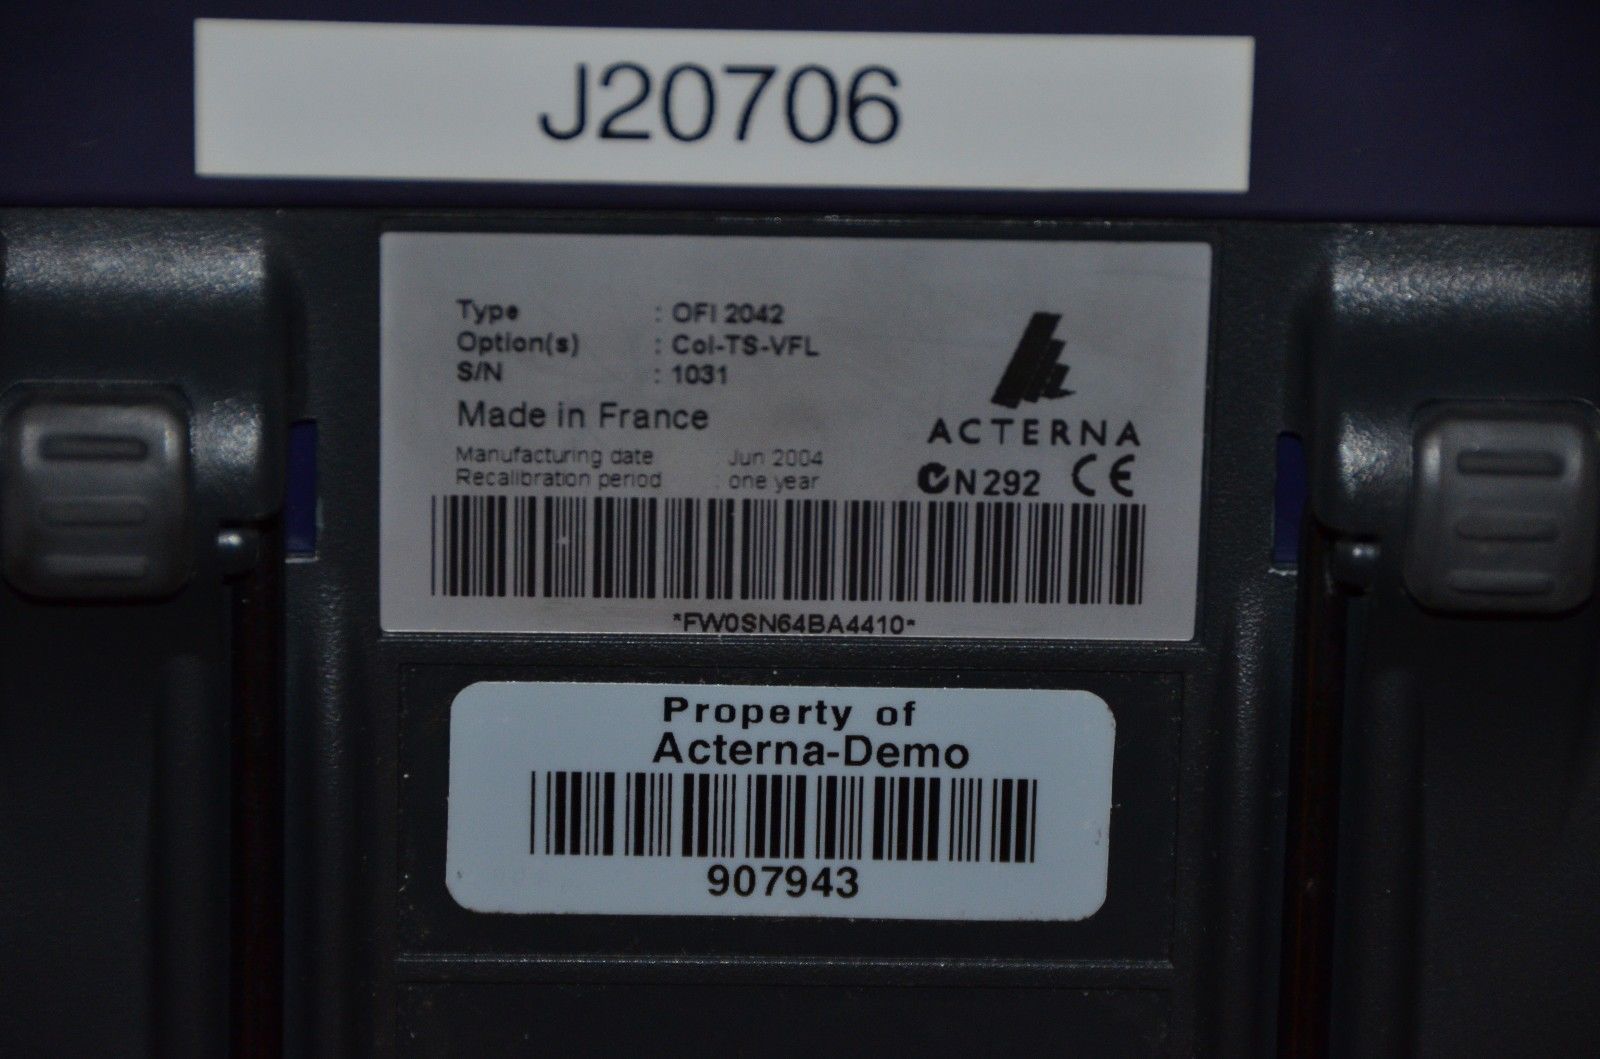 J20706
Type : OFI 2042
Option(s) : Col-TS-VFL
S/N : 1031
Made in France
Manufacturing date : Jun 2004
Recalibration period : one year
ACTERNA
N292 CE
*FW0SN64BA4410*
Property of
Acterna-Demo
907943